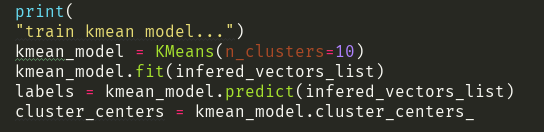 print(
"train kmean model...")
kmean_model = KMeans(n_clusters=10)
kmean_model.fit(infered_vectors_list)
labels = kmean_model.predict(infered_vectors_list)
cluster_centers = kmean_model.cluster_centers_